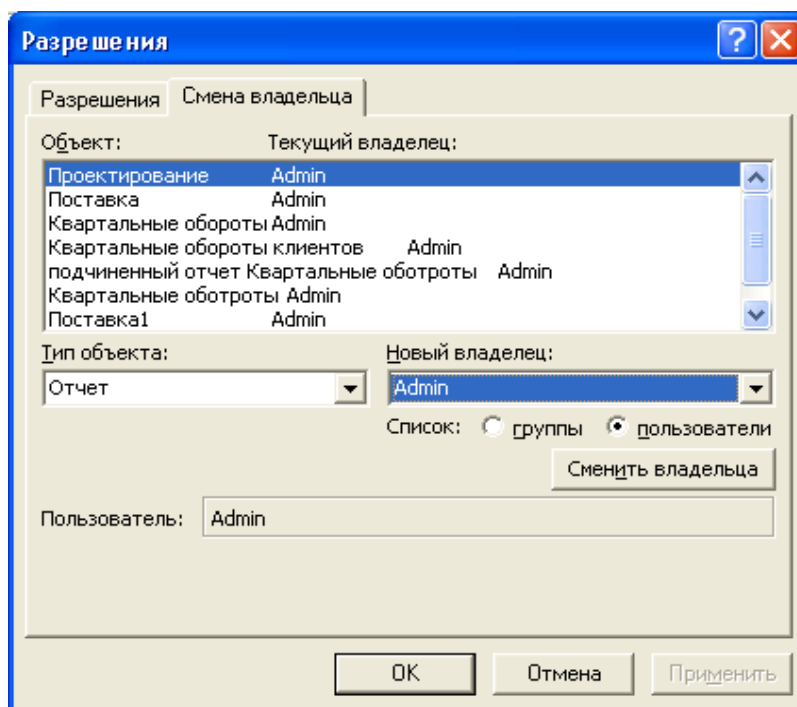 Разрешения
Разрешения Смена владельца
Объект: Текущий владелец:
Проектирование Admin
Поставка Admin
Квартальные обороты Admin
Квартальные обороты клиентов Admin
подчиненный отчет Квартальные оботроты Admin
Квартальные оботроты Admin
Поставка1 Admin
Тип объекта: Новый владелец:
Отчет Admin
Список: группы пользователи
Сменить владельца
Пользователь: Admin
OK Отмена Применить